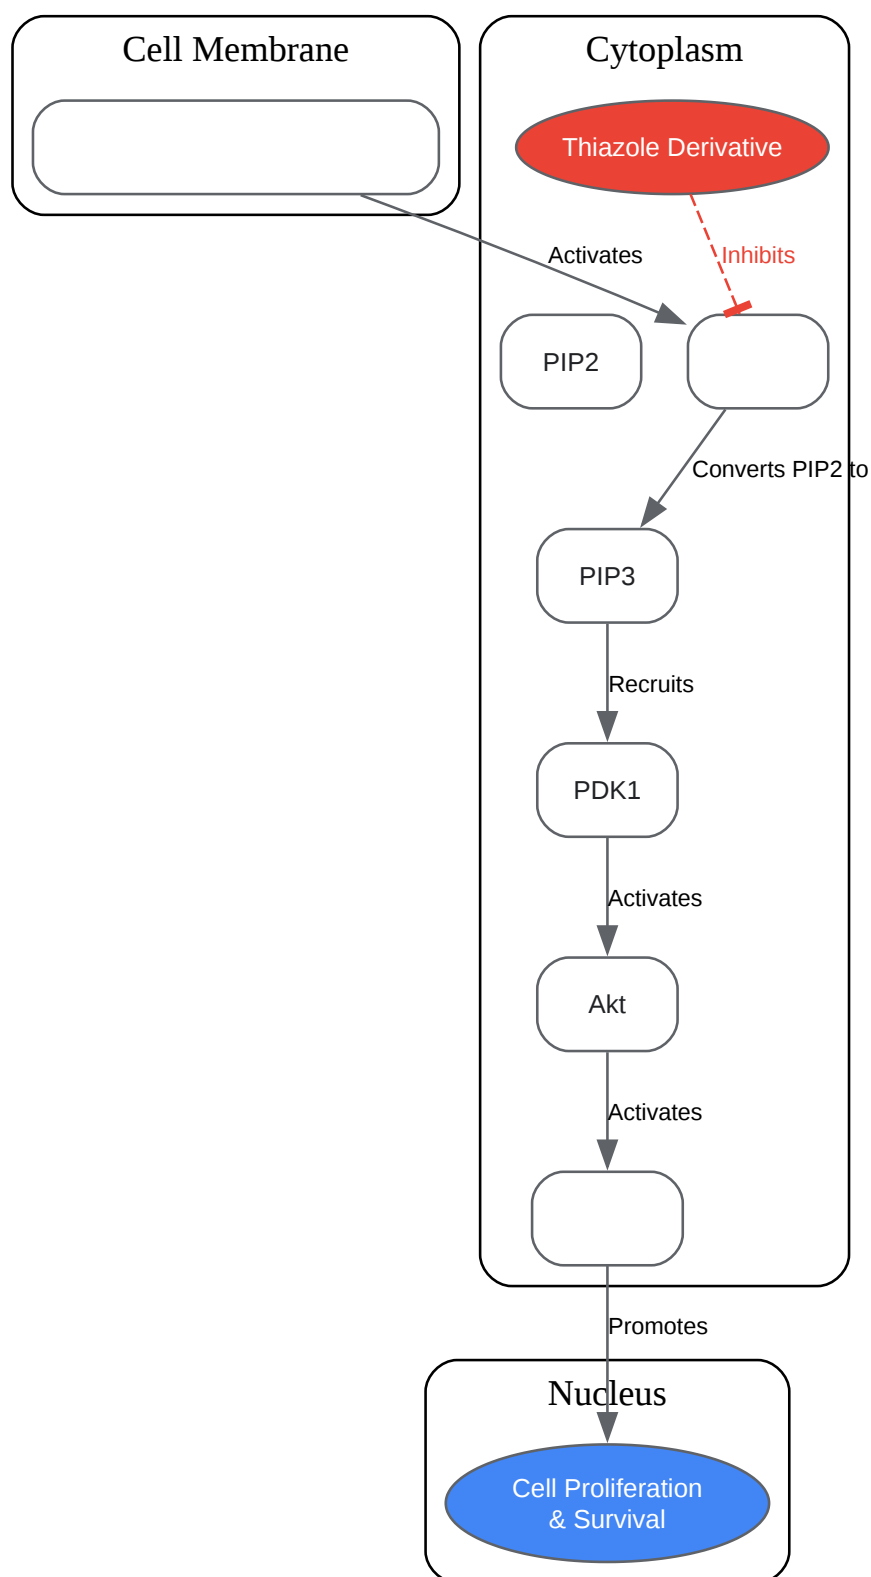 Cell Membrane
Cytoplasm
Thiazole Derivative
Activates
Inhibits
PIP2
Converts PIP2 to
PIP3
Recruits
PDK1
Activates
Akt
Activates
Promotes
Nucleus
Cell Proliferation
& Survival